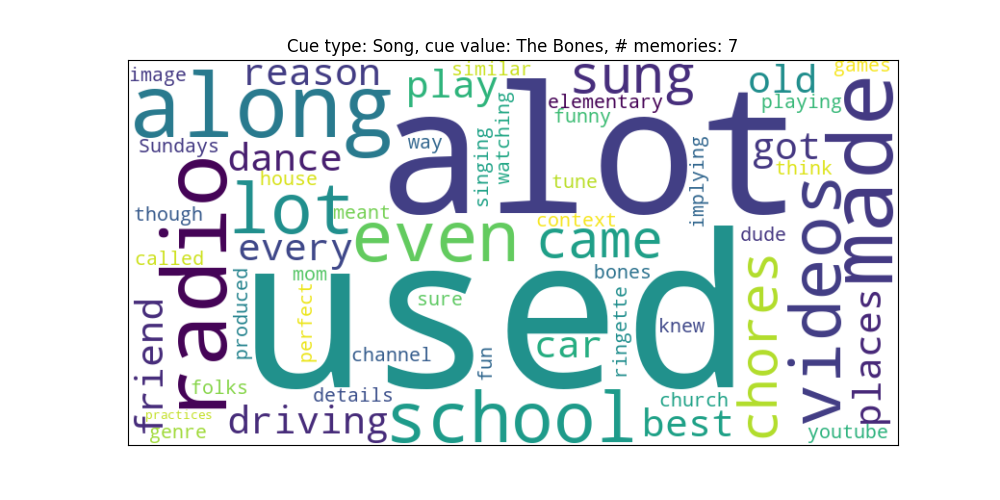 Cue type: Song, cue value: The Bones, # memories: 7
image
reason
similar
sung
old
games
along
play
elementary
playing
funny
alot
made
Sundays
dance
way
singing
watching
implying
got
think
radio
house
tune
lot
meant
context
though
every
even
came
dude
videos
called
mom
bones
used
produced
perfect
sure
car
ringette
knew
chores
places
friend
channel
fun
folks
details
church
practices
genre
driving
school
best
youtube